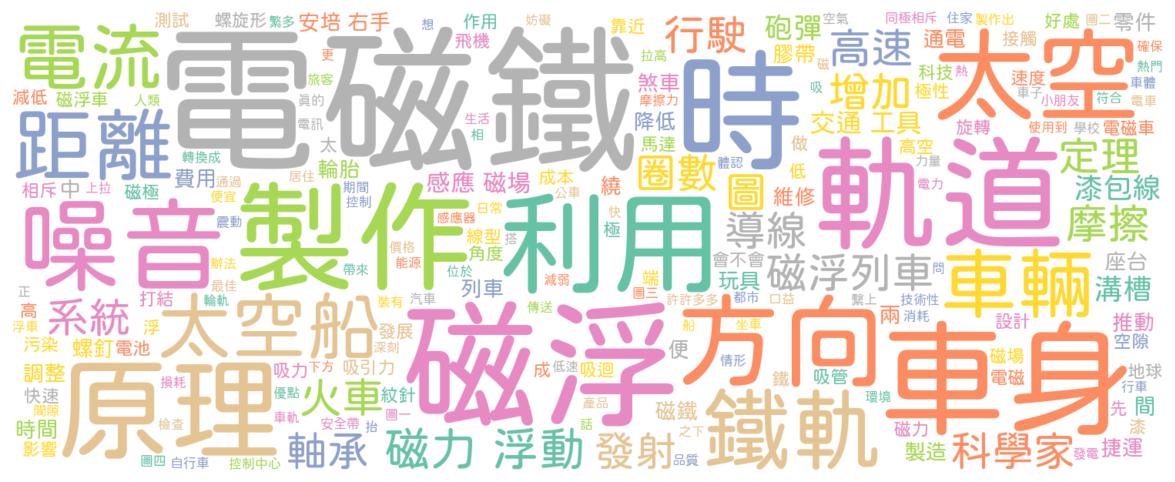 電磁鐵
電流
時
太空
距離
噪音
製作
利用
軌道
磁浮
原理
太空船
方向
車身
車輛
鐵軌
測試
螺旋形
繁多
安培
右手
想
作用
飛機
妨礙
靠近
行駛
砲彈
膠帶
空氣
高速
同極相斥
通電
住家
製作出
接觸
好處
圖二
零件
確保
減低
磁浮車
人類
真的
電訊
更
旅客
生活
相
拉高
磁
煞車
摩擦力
降低
吸
增加
科技
極性
熱
速度
車子
小朋友
符合
熱門
車體
電車
交通
工具
旋轉
使用到
學校
電磁車
太
轉換成
輪胎
馬達
體認
做
高空
力量
定理
相斥
中
上拉
磁極
費用
通過
便宜
居住
期間
控制
感應
磁場
成本
公車
繞
圈數
圖
維修
低
電力
漆包線
摩擦
震動
感應器
日常
線型
角度
搭
快
極
導線
會不會
磁浮列車
問
座台
溝槽
辦法
最佳
輪軌
帶來
價格
能源
位於
列車
減弱
端
玩具
正
高
浮車
系統
打結
浮
裝有
汽車
傳送
圖三
許許多多
都市
口益
繫上
技術性
消耗
兩
設計
推動
空隙
污染
螺釘
電池
發展
深刻
船
坐車
便
情形
調整
快速
間隙
時間
影響
損耗
檢查
吸力
下方
吸引力
優點
火車
紋針
車軌
圖一
安全帶
抬
成
低速
吸迴
產品
話
磁鐵
鐵
吸管
環境
磁場
電磁
地球
行車
先
間
漆
圖四
自行車
控制中心
軸承
磁力
浮動
發射
之下
品質
磁力
製造
科學家
發電
捷運